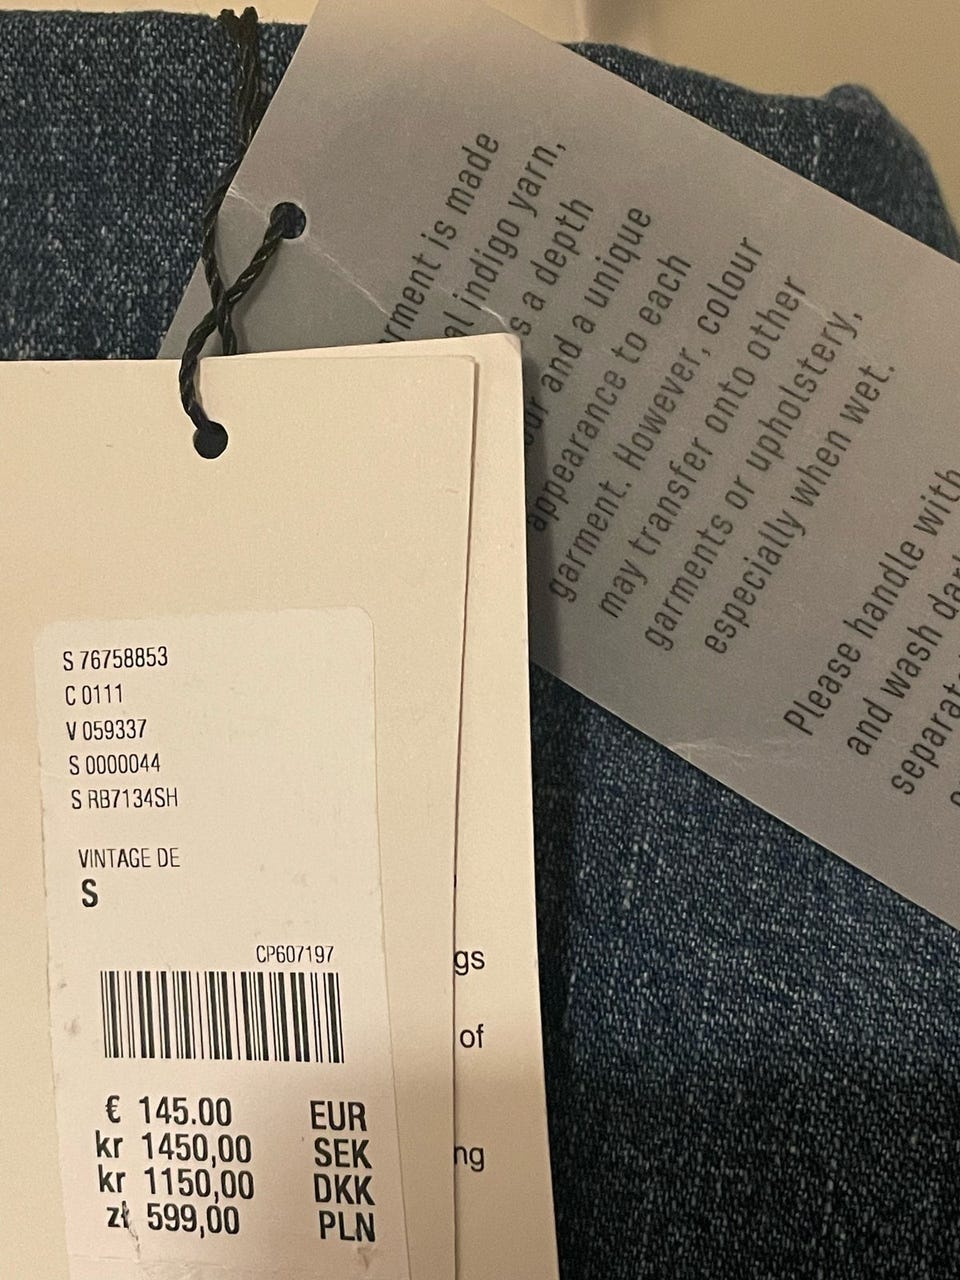 rment is made
al indigo yarn,
s a depth
ur and a unique
appearance to each
garment. However, colour
may transfer onto other
garments or upholstery,
especially when wet.
Please handle with
and wash dar
separat
S 76758853
C 0111
V 059337
S 0000044
S RB7134SH
VINTAGE DE
S
CP607197
€ 145.00 EUR
kr 1450,00 SEK
kr 1150,00 DKK
zł 599,00 PLN
gs
of
ng